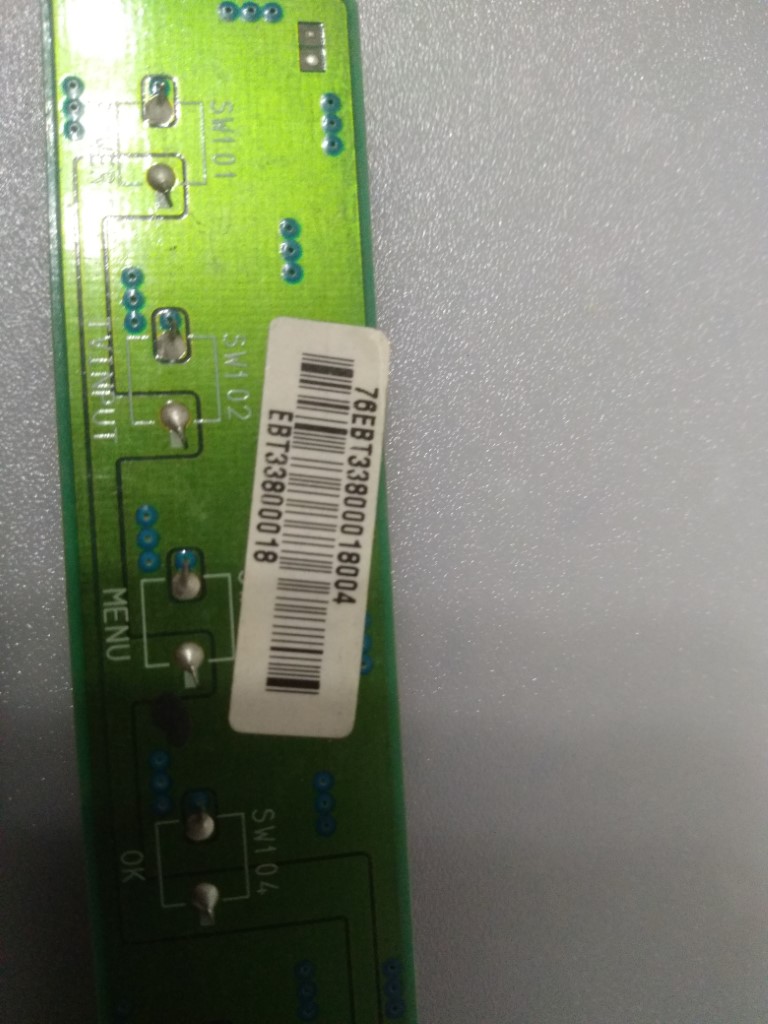 SW101
SW102
TV INPUT
76EBT33800018004
EBT33800018
MENU
SW104
OK